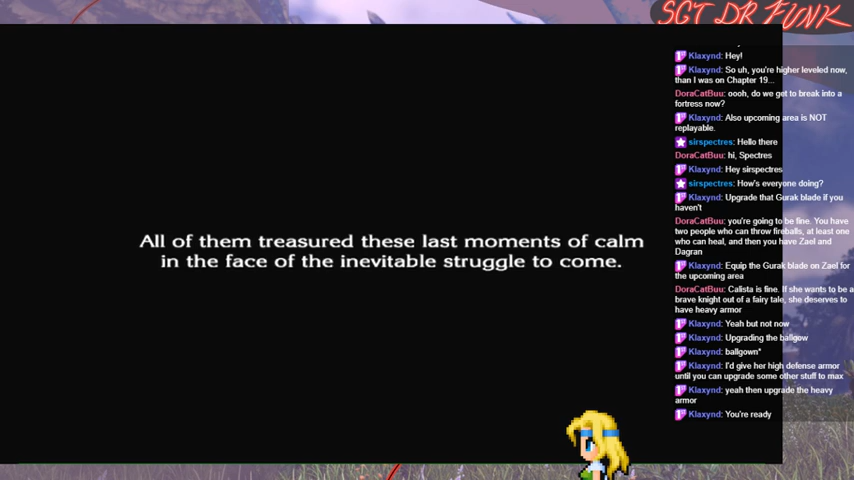 SGT DR FUNK
Klaxynd: Hey!
Klaxynd: So uh, you're higher leveled now,
than I was on Chapter 19...
DoraCatBuu: oooh, do we get to break into a
fortress now?
Klaxynd: Also upcoming area is NOT
replayable.
sirspectres: Hello there
DoraCatBuu: hi, Spectres
Klaxynd: Hey sirspectres
sirspectres: How's everyone doing?
Klaxynd: Upgrade that Gurak blade if you
haven't
DoraCatBuu: you're going to be fine. You have
two people who can throw fireballs, at least one
who can heal, and then you have Zael and
Dagran
Klaxynd: Equip the Gurak blade on Zael for
the upcoming area
DoraCatBuu: Calista is fine. If she wants to be a
brave knight out of a fairy tale, she deserves to
have heavy armor
Klaxynd: Yeah but not now
Klaxynd: Upgrading the ballgow
Klaxynd: ballgown*
Klaxynd: I'd give her high defense armor
until you can upgrade some other stuff to max
Klaxynd: yeah then upgrade the heavy
armor
Klaxynd: You're ready
All of them treasured these last moments of calm
in the face of the inevitable struggle to come.